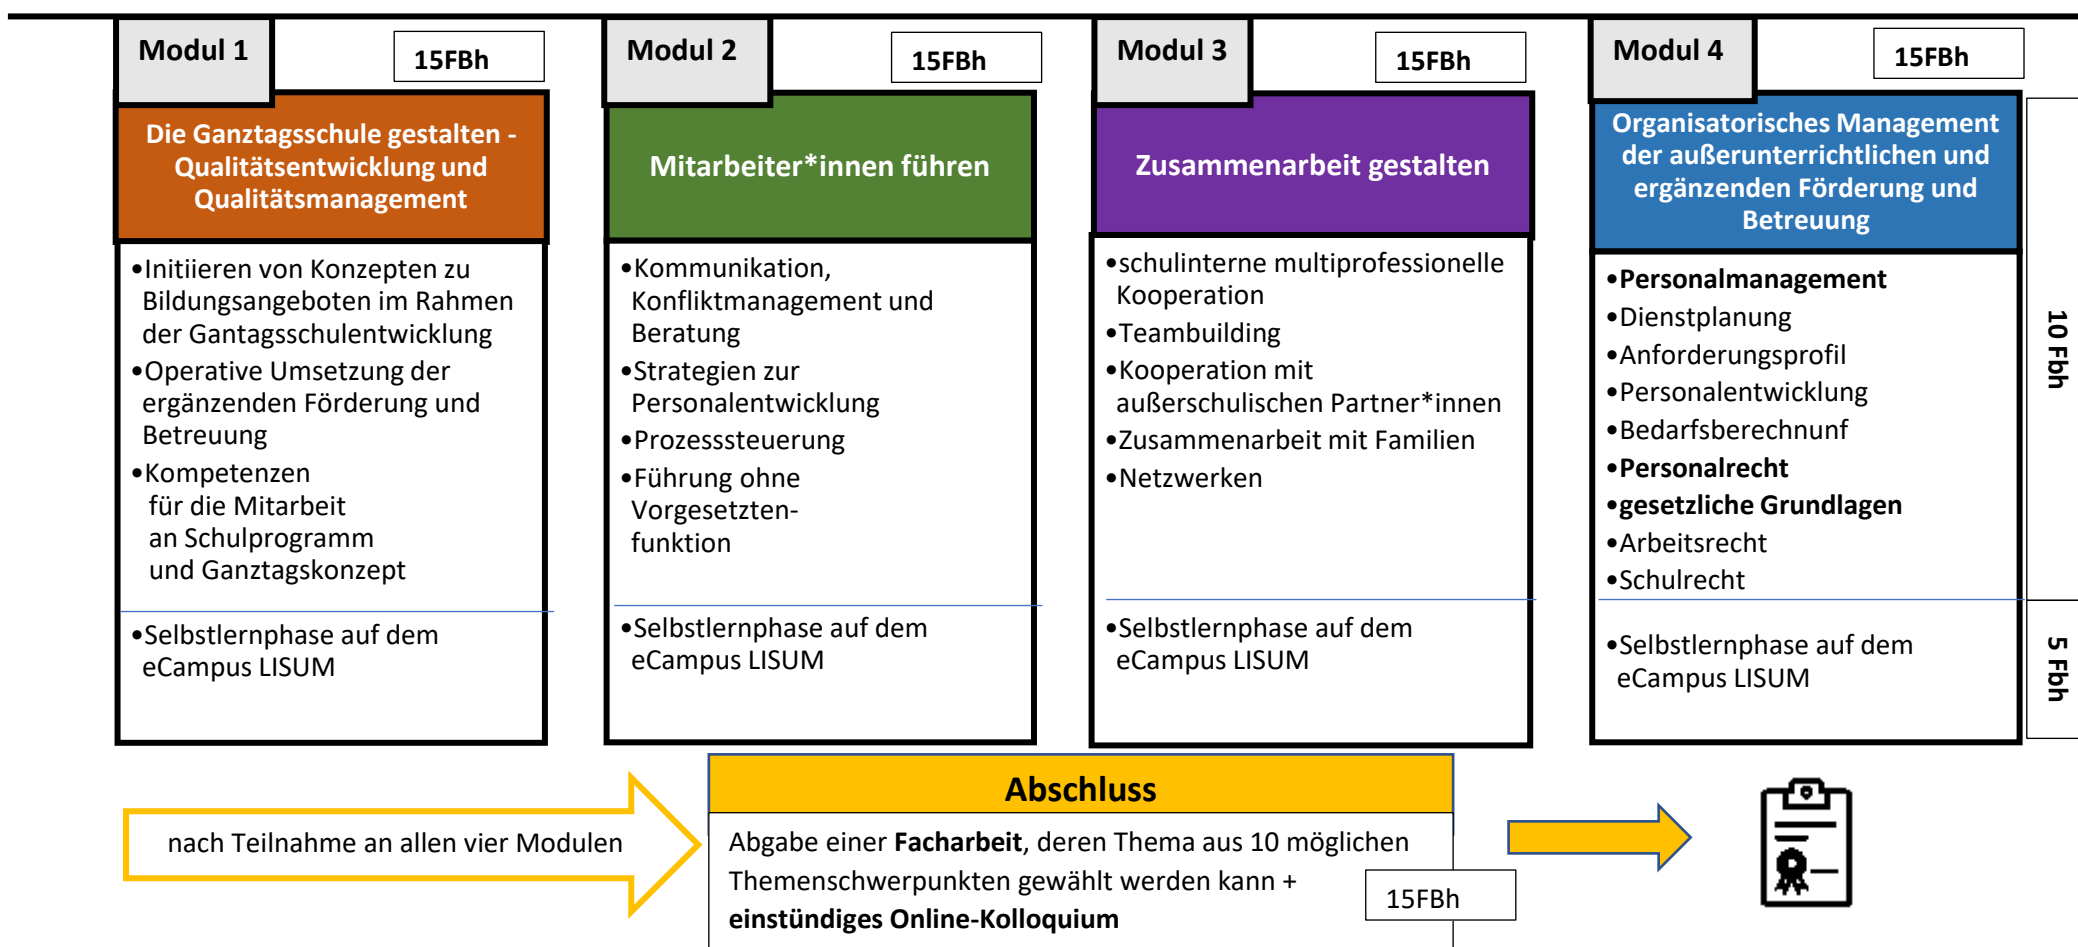 Modul 1
15FBh
Die Ganztagsschule gestalten -
Qualitätsentwicklung und
Qualitätsmanagement
•Initiieren von Konzepten zu
Bildungsangeboten im Rahmen
der Gantagsschulentwicklung
•Operative Umsetzung der
ergänzenden Förderung und
Betreuung
•Kompetenzen
für die Mitarbeit
an Schulprogramm
und Ganztagskonzept
•Selbstlernphase auf dem
eCampus LISUM
Modul 2
15FBh
Mitarbeiter*innen führen
•Kommunikation,
Konfliktmanagement und
Beratung
•Strategien zur
Personalentwicklung
•Prozesssteuerung
•Führung ohne
Vorgesetzten-
funktion
•Selbstlernphase auf dem
eCampus LISUM
Modul 3
15FBh
Zusammenarbeit gestalten
•schulinterne multiprofessionelle
Kooperation
•Teambuilding
•Kooperation mit
außerschulischen Partner*innen
•Zusammenarbeit mit Familien
•Netzwerken
•Selbstlernphase auf dem
eCampus LISUM
Modul 4
15FBh
Organisatorisches Management
der außerunterrichtlichen und
ergänzenden Förderung und
Betreuung
•Personalmanagement
•Dienstplanung
•Anforderungsprofil
•Personalentwicklung
•Bedarfsberechnunf
•Personalrecht
•gesetzliche Grundlagen
•Arbeitsrecht
•Schulrecht
•Selbstlernphase auf dem
eCampus LISUM
10 Fbh
5 Fbh
nach Teilnahme an allen vier Modulen
Abschluss
Abgabe einer Facharbeit, deren Thema aus 10 möglichen
Themenschwerpunkten gewählt werden kann +
einstündiges Online-Kolloquium
15FBh